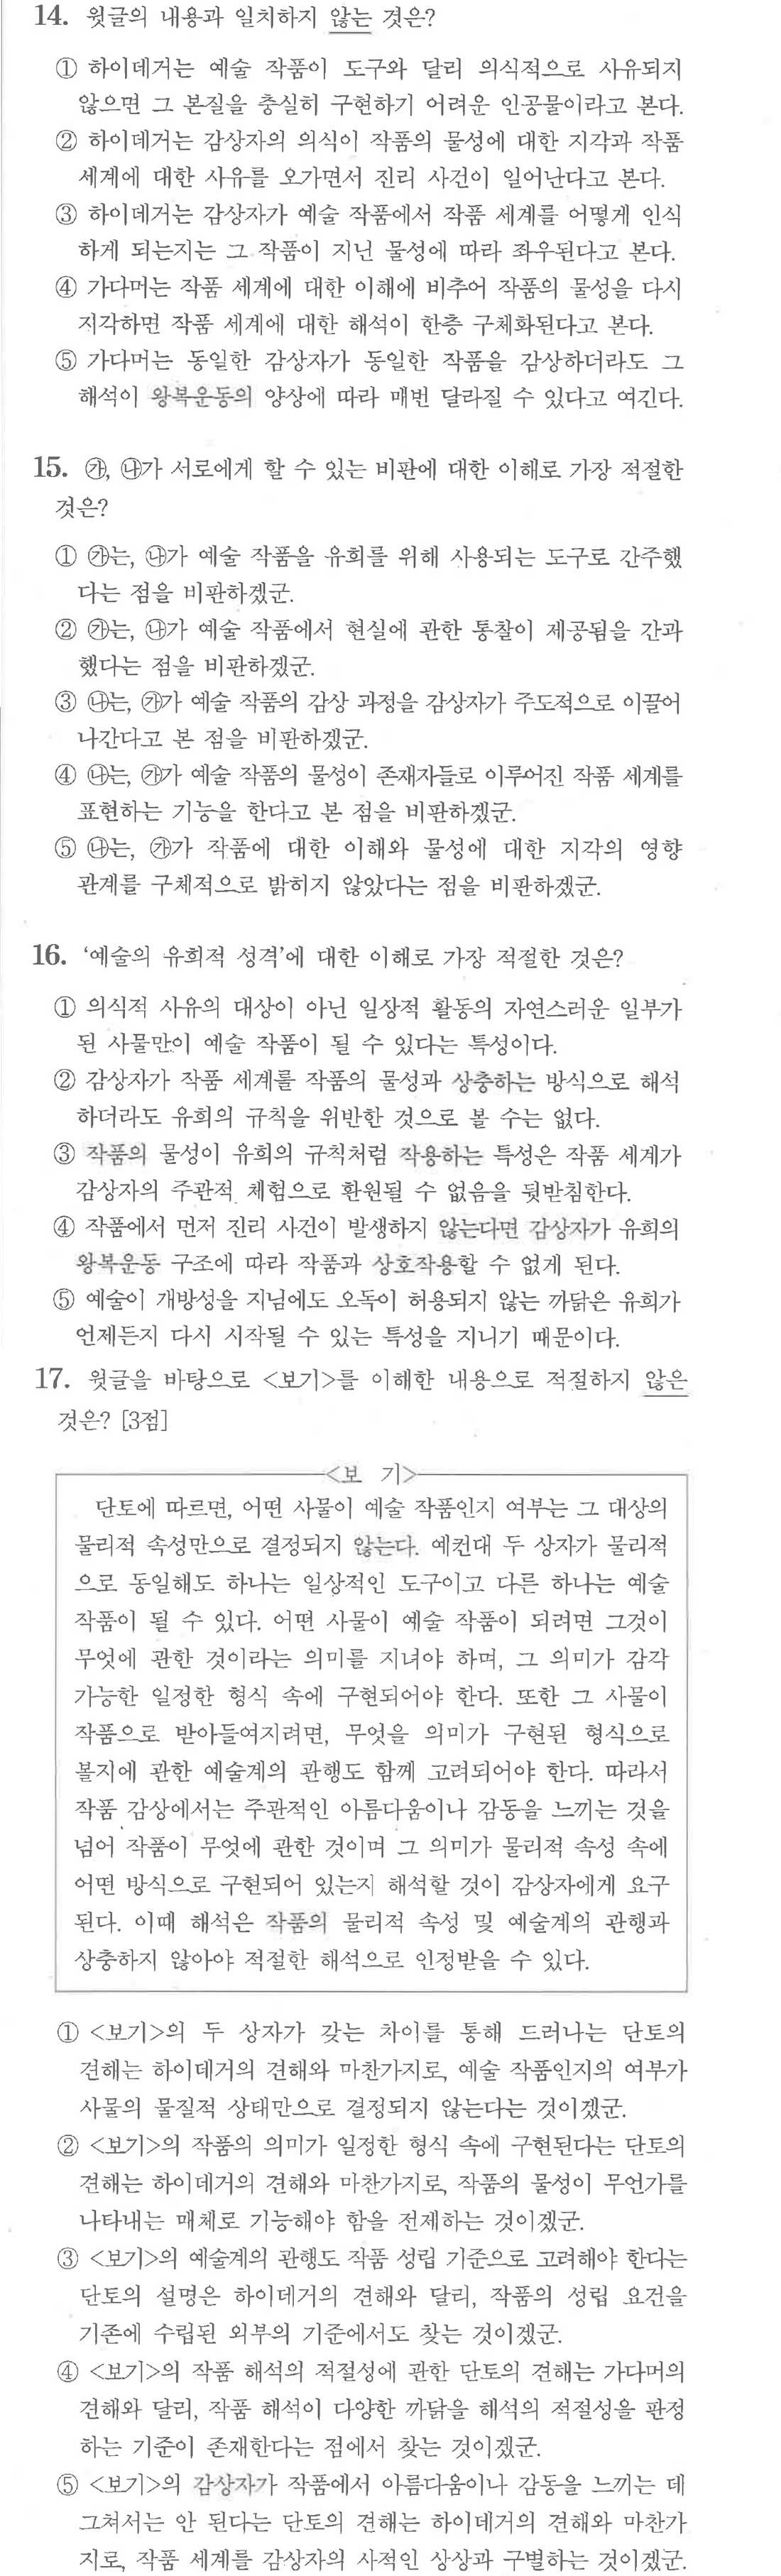 14. 윗글의 내용과 일치하지 않는 것은?
① 하이데거는 예술 작품이 도구와 달리 의식적으로 사유되지
않으면 그 본질을 충실히 구현하기 어려운 인공물이라고 본다.
② 하이데거는 감상자의 의식이 작품의 물성에 대한 지각과 작품
세계에 대한 사유를 오가면서 진리 사건이 일어난다고 본다.
③ 하이데거는 감상자가 예술 작품에서 작품 세계를 어떻게 인식
하게 되는지는 그 작품이 지닌 물성에 따라 좌우된다고 본다.
④ 가다머는 작품 세계에 대한 이해에 비추어 작품의 물성을 다시
지각하면 작품 세계에 대한 해석이 한층 구체화된다고 본다.
⑤ 가다머는 동일한 감상자가 동일한 작품을 감상하더라도 그
해석이 왕복운동의 양상에 따라 매번 달라질 수 있다고 여긴다.
15. ㉮, ㉯가 서로에게 할 수 있는 비판에 대한 이해로 가장 적절한
것은?
① ㉮는, ㉯가 예술 작품을 유희를 위해 사용되는 도구로 간주했
다는 점을 비판하겠군.
② ㉮는, ㉯가 예술 작품에서 현실에 관한 통찰이 제공됨을 간과
했다는 점을 비판하겠군.
③ ㉯는, ㉮가 예술 작품의 감상 과정을 감상자가 주도적으로 이끌어
나간다고 본 점을 비판하겠군.
④ ㉯는, ㉮가 예술 작품의 물성이 존재자들로 이루어진 작품 세계를
표현하는 기능을 한다고 본 점을 비판하겠군.
⑤ ㉯는, ㉮가 작품에 대한 이해와 물성에 대한 지각의 영향
관계를 구체적으로 밝히지 않았다는 점을 비판하겠군.
16. ‘예술의 유희적 성격’에 대한 이해로 가장 적절한 것은?
① 의식적 사유의 대상이 아닌 일상적 활동의 자연스러운 일부가
된 사물만이 예술 작품이 될 수 있다는 특성이다.
② 감상자가 작품 세계를 작품의 물성과 상충하는 방식으로 해석
하더라도 유희의 규칙을 위반한 것으로 볼 수는 없다.
③ 작품의 물성이 유희의 규칙처럼 작용하는 특성은 작품 세계가
감상자의 주관적 체험으로 환원될 수 없음을 뒷받침한다.
④ 작품에서 먼저 진리 사건이 발생하지 않는다면 감상자가 유희의
왕복운동 구조에 따라 작품과 상호작용할 수 없게 된다.
⑤ 예술이 개방성을 지님에도 오독이 허용되지 않는 까닭은 유희가
언제든지 다시 시작될 수 있는 특성을 지니기 때문이다.
17. 윗글을 바탕으로 <보기>를 이해한 내용으로 적절하지 않은
것은? [3점]
<보 기>
단토에 따르면, 어떤 사물이 예술 작품인지 여부는 그 대상의
물리적 속성만으로 결정되지 않는다. 예컨대 두 상자가 물리적
으로 동일해도 하나는 일상적인 도구이고 다른 하나는 예술
작품이 될 수 있다. 어떤 사물이 예술 작품이 되려면 그것이
무엇에 관한 것이라는 의미를 지녀야 하며, 그 의미가 감각
가능한 일정한 형식 속에 구현되어야 한다. 또한 그 사물이
작품으로 받아들여지려면, 무엇을 의미가 구현된 형식으로
볼지에 관한 예술계의 관행도 함께 고려되어야 한다. 따라서
작품 감상에서는 주관적인 아름다움이나 감동을 느끼는 것을
넘어 작품이 무엇에 관한 것이며 그 의미가 물리적 속성 속에
어떤 방식으로 구현되어 있는지 해석할 것이 감상자에게 요구
된다. 이때 해석은 작품의 물리적 속성 및 예술계의 관행과
상충하지 않아야 적절한 해석으로 인정받을 수 있다.
① <보기>의 두 상자가 갖는 차이를 통해 드러나는 단토의
견해는 하이데거의 견해와 마찬가지로, 예술 작품인지의 여부가
사물의 물질적 상태만으로 결정되지 않는다는 것이겠군.
② <보기>의 작품의 의미가 일정한 형식 속에 구현된다는 단토의
견해는 하이데거의 견해와 마찬가지로, 작품의 물성이 무언가를
나타내는 매체로 기능해야 함을 전제하는 것이겠군.
③ <보기>의 예술계의 관행도 작품 성립 기준으로 고려해야 한다는
단토의 설명은 하이데거의 견해와 달리, 작품의 성립 요건을
기존에 수립된 외부의 기준에서도 찾는 것이겠군.
④ <보기>의 작품 해석의 적절성에 관한 단토의 견해는 가다머의
견해와 달리, 작품 해석이 다양한 까닭을 해석의 적절성을 판정
하는 기준이 존재한다는 점에서 찾는 것이겠군.
⑤ <보기>의 감상자가 작품에서 아름다움이나 감동을 느끼는 데
그쳐서는 안 된다는 단토의 견해는 하이데거의 견해와 마찬가
지로, 작품 세계를 감상자의 사적인 상상과 구별하는 것이겠군.